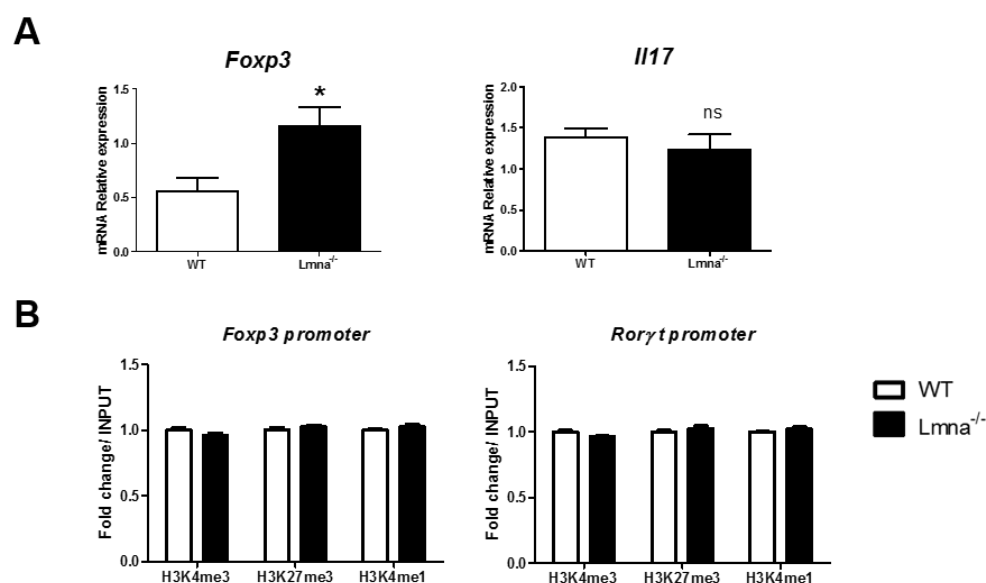 A
Foxp3
Il17
mRNA Relative expression
1.5
1.0
0.5
0.0
*
WT
Lmna-/-
mRNA Relative expression
2.0
1.5
1.0
0.5
0.0
ns
WT
Lmna-/-
B
Foxp3 promoter
Rorγt promoter
Fold change/ INPUT
1.5
1.0
0.5
0.0
H3K4me3 H3K27me3 H3K4me1
Fold change/ INPUT
1.5
1.0
0.5
0.0
H3K4me3 H3K27me3 H3K4me1
WT
Lmna-/-